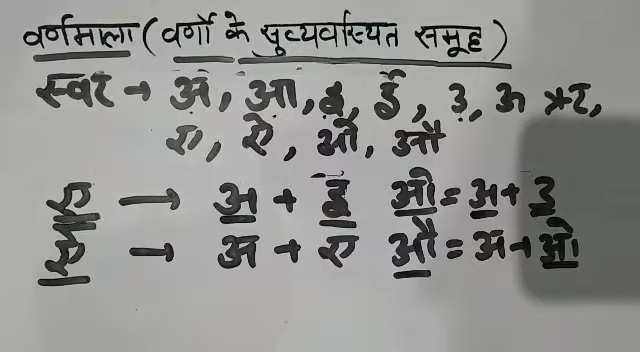 वर्णमाला (वर्णो के सुव्यवस्थित समूह)
स्वर → अ, आ, इ, ई, उ, ऊ ऋ,
ए, ऐ, ओ, औ
ए → अ + इ ओ = अ + उ
ऐ → अ + ए औ = अ + ओ